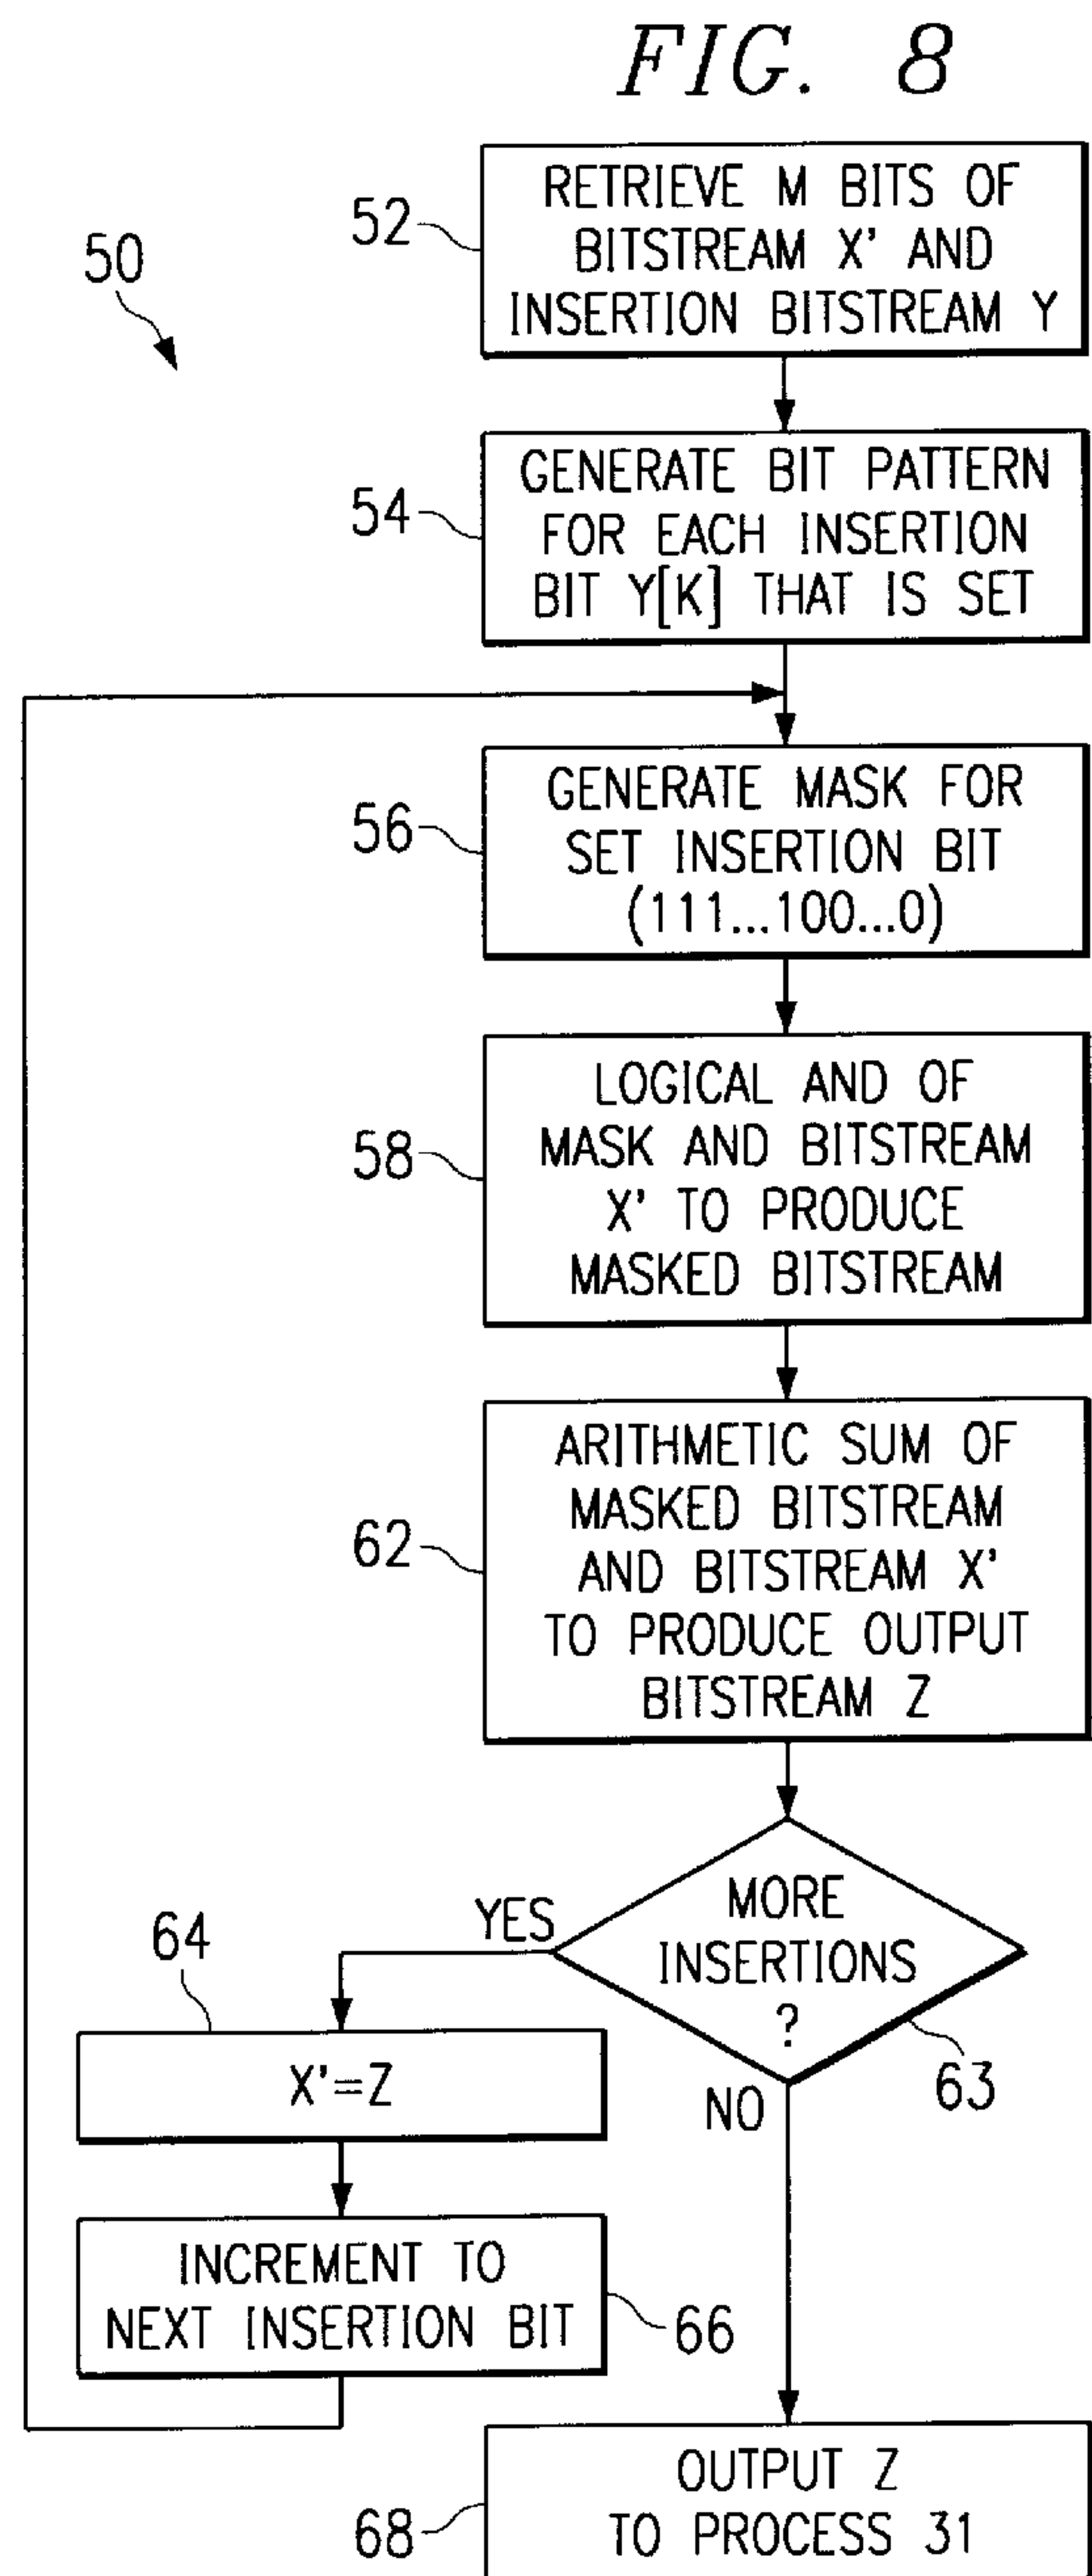 FIG. 8
50
52
RETRIEVE M BITS OF
BITSTREAM X' AND
INSERTION BITSTREAM Y
54
GENERATE BIT PATTERN
FOR EACH INSERTION
BIT Y[K] THAT IS SET
56
GENERATE MASK FOR
SET INSERTION BIT
(111...100...0)
58
LOGICAL AND OF
MASK AND BITSTREAM
X' TO PRODUCE
MASKED BITSTREAM
62
ARITHMETIC SUM OF
MASKED BITSTREAM
AND BITSTREAM X'
TO PRODUCE OUTPUT
BITSTREAM Z
MORE
INSERTIONS
?
63
YES
NO
64
X'=Z
INCREMENT TO
NEXT INSERTION BIT
66
68
OUTPUT Z
TO PROCESS 31